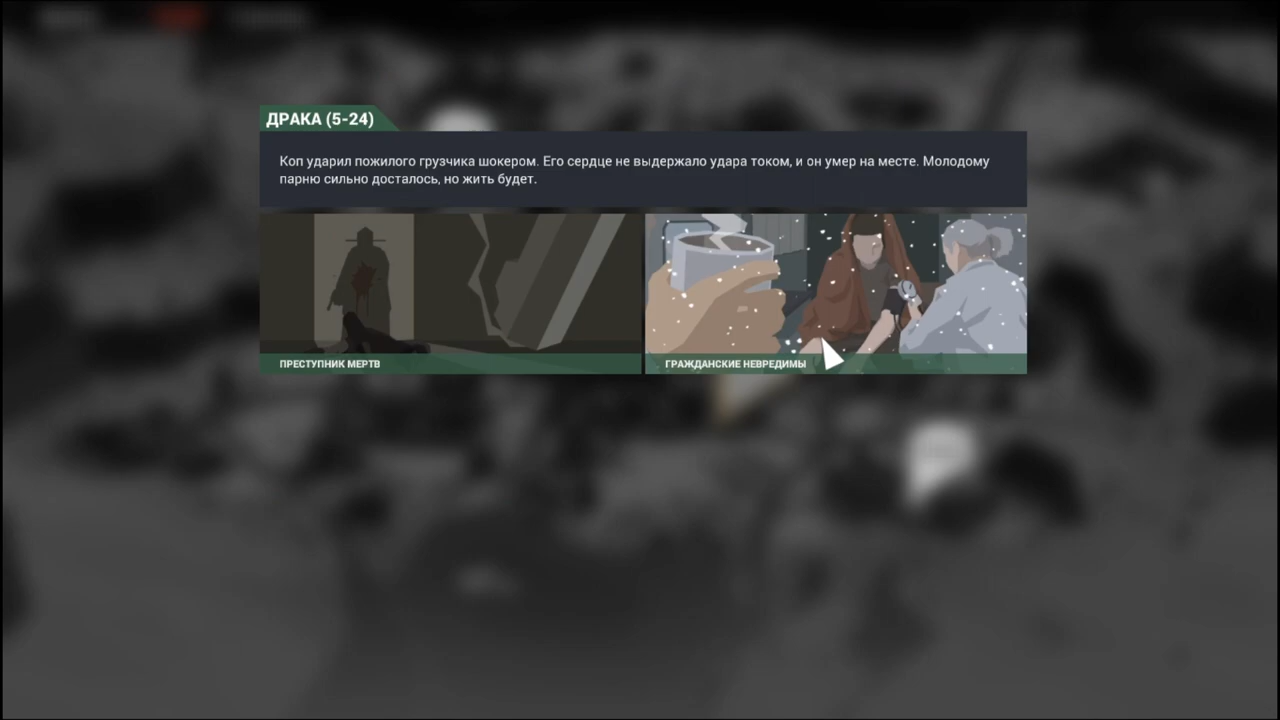 ДРАКА (5-24)
Коп ударил пожилого грузчика шокером. Его сердце не выдержало удара током, и он умер на месте. Молодому
парню сильно досталось, но жить будет.
ПРЕСТУПНИК МЕРТВ
ГРАЖДАНСКИЕ НЕВРЕДИМЫ